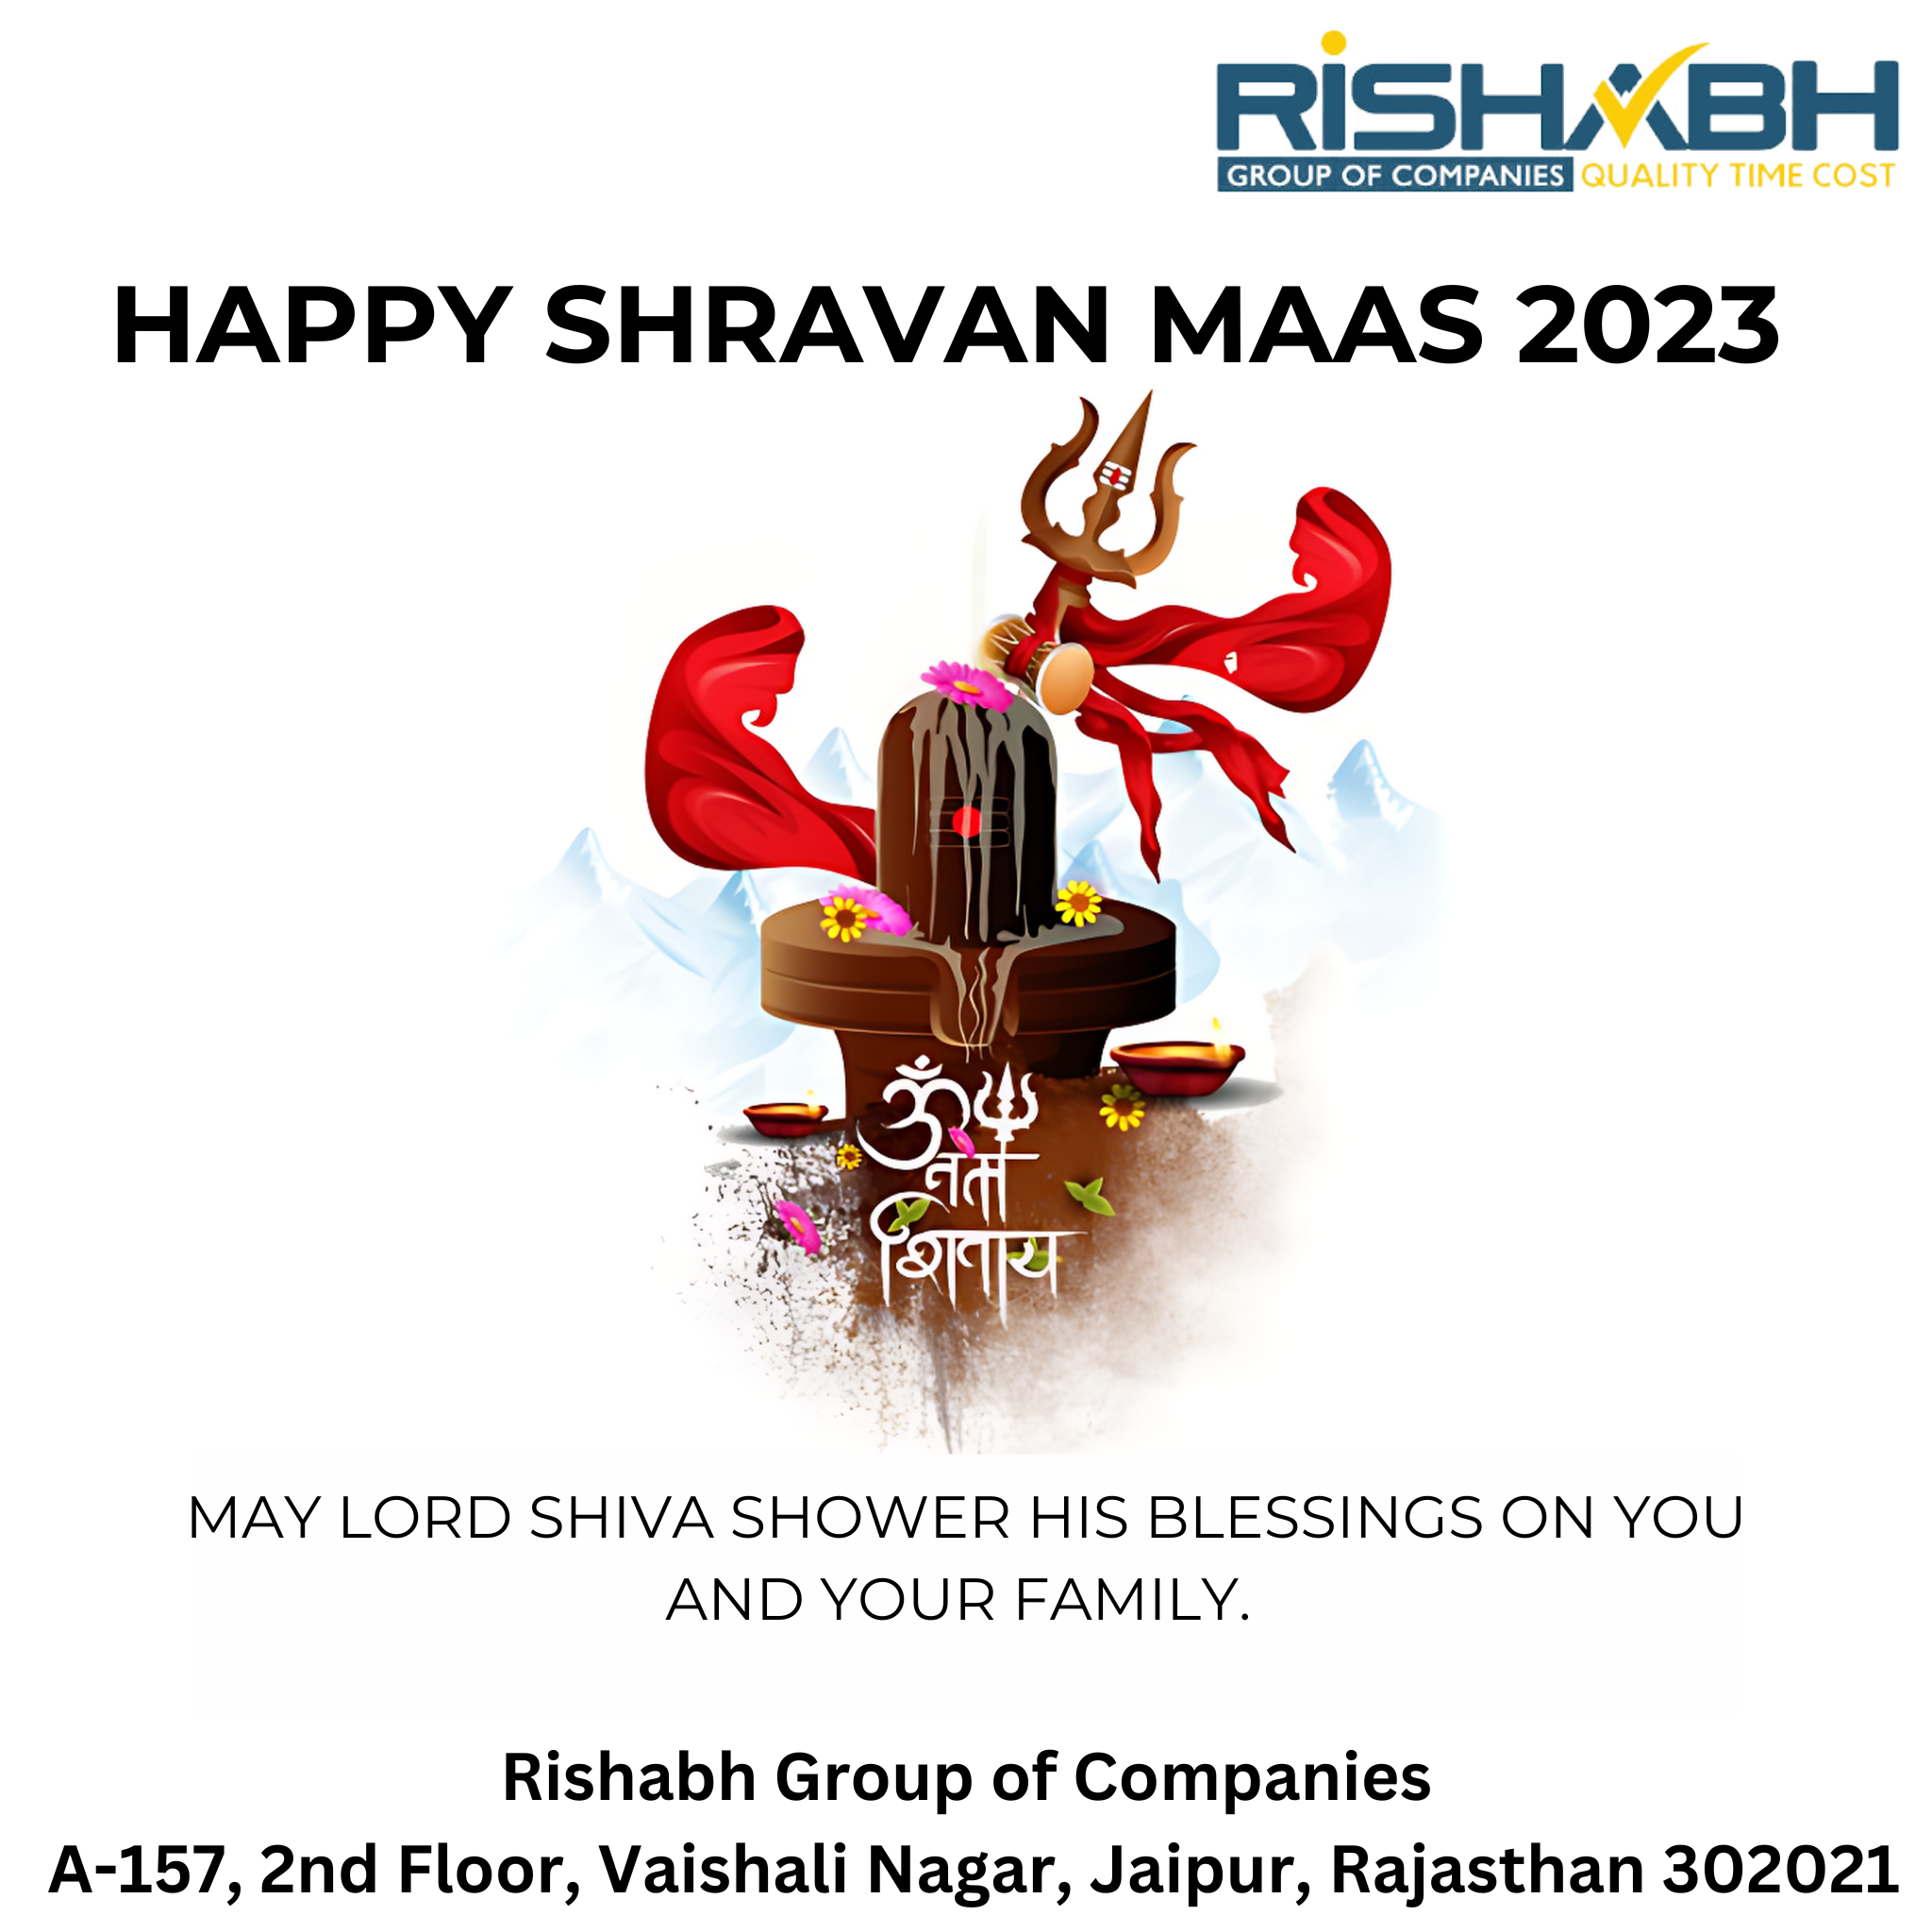 RISHABH
GROUP OF COMPANIES QUALITY TIME COST
HAPPY SHRAVAN MAAS 2023
ॐ
नम
शिवाय
MAY LORD SHIVA SHOWER HIS BLESSINGS ON YOU
AND YOUR FAMILY.
Rishabh Group of Companies
A-157, 2nd Floor, Vaishali Nagar, Jaipur, Rajasthan 302021